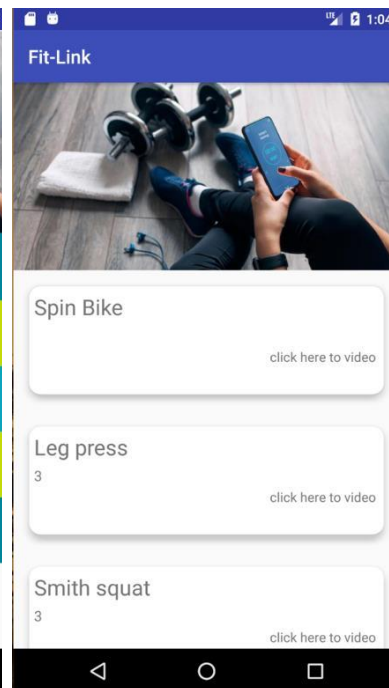 LTE 1:04
Fit-Link
Spin Bike
click here to video
Leg press
3
click here to video
Smith squat
3
click here to video